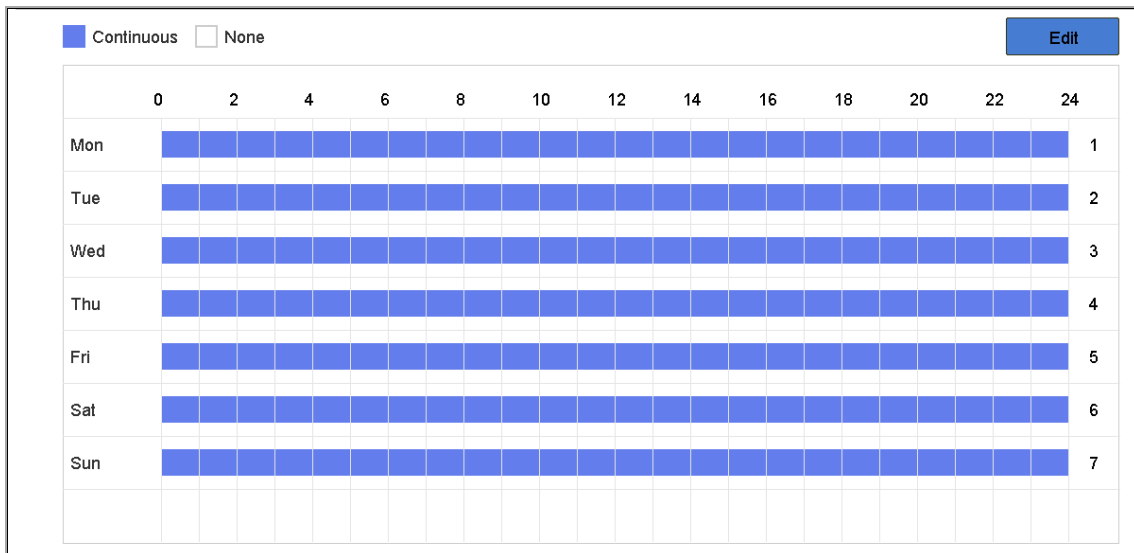 Continuous None Edit
0 2 4 6 8 10 12 14 16 18 20 22 24
Mon 1
Tue 2
Wed 3
Thu 4
Fri 5
Sat 6
Sun 7